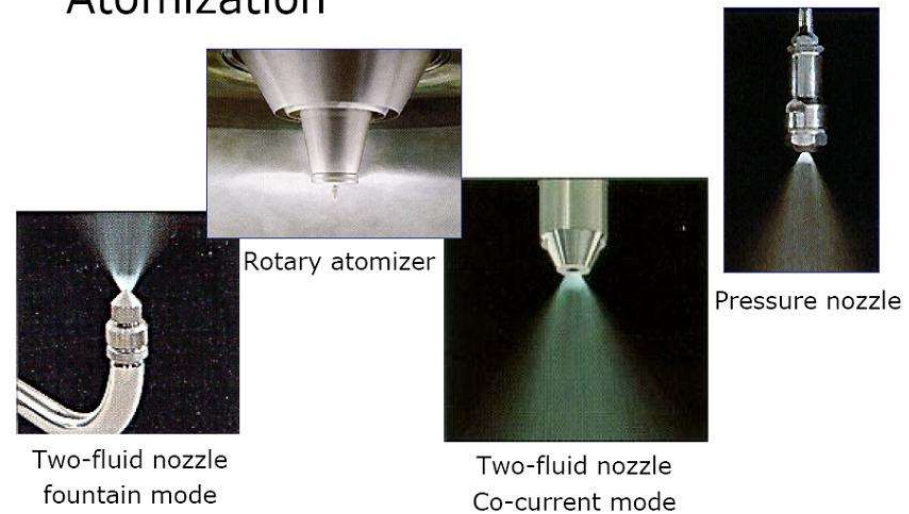 Atomization
Rotary atomizer
Pressure nozzle
Two-fluid nozzle
fountain mode
Two-fluid nozzle
Co-current mode